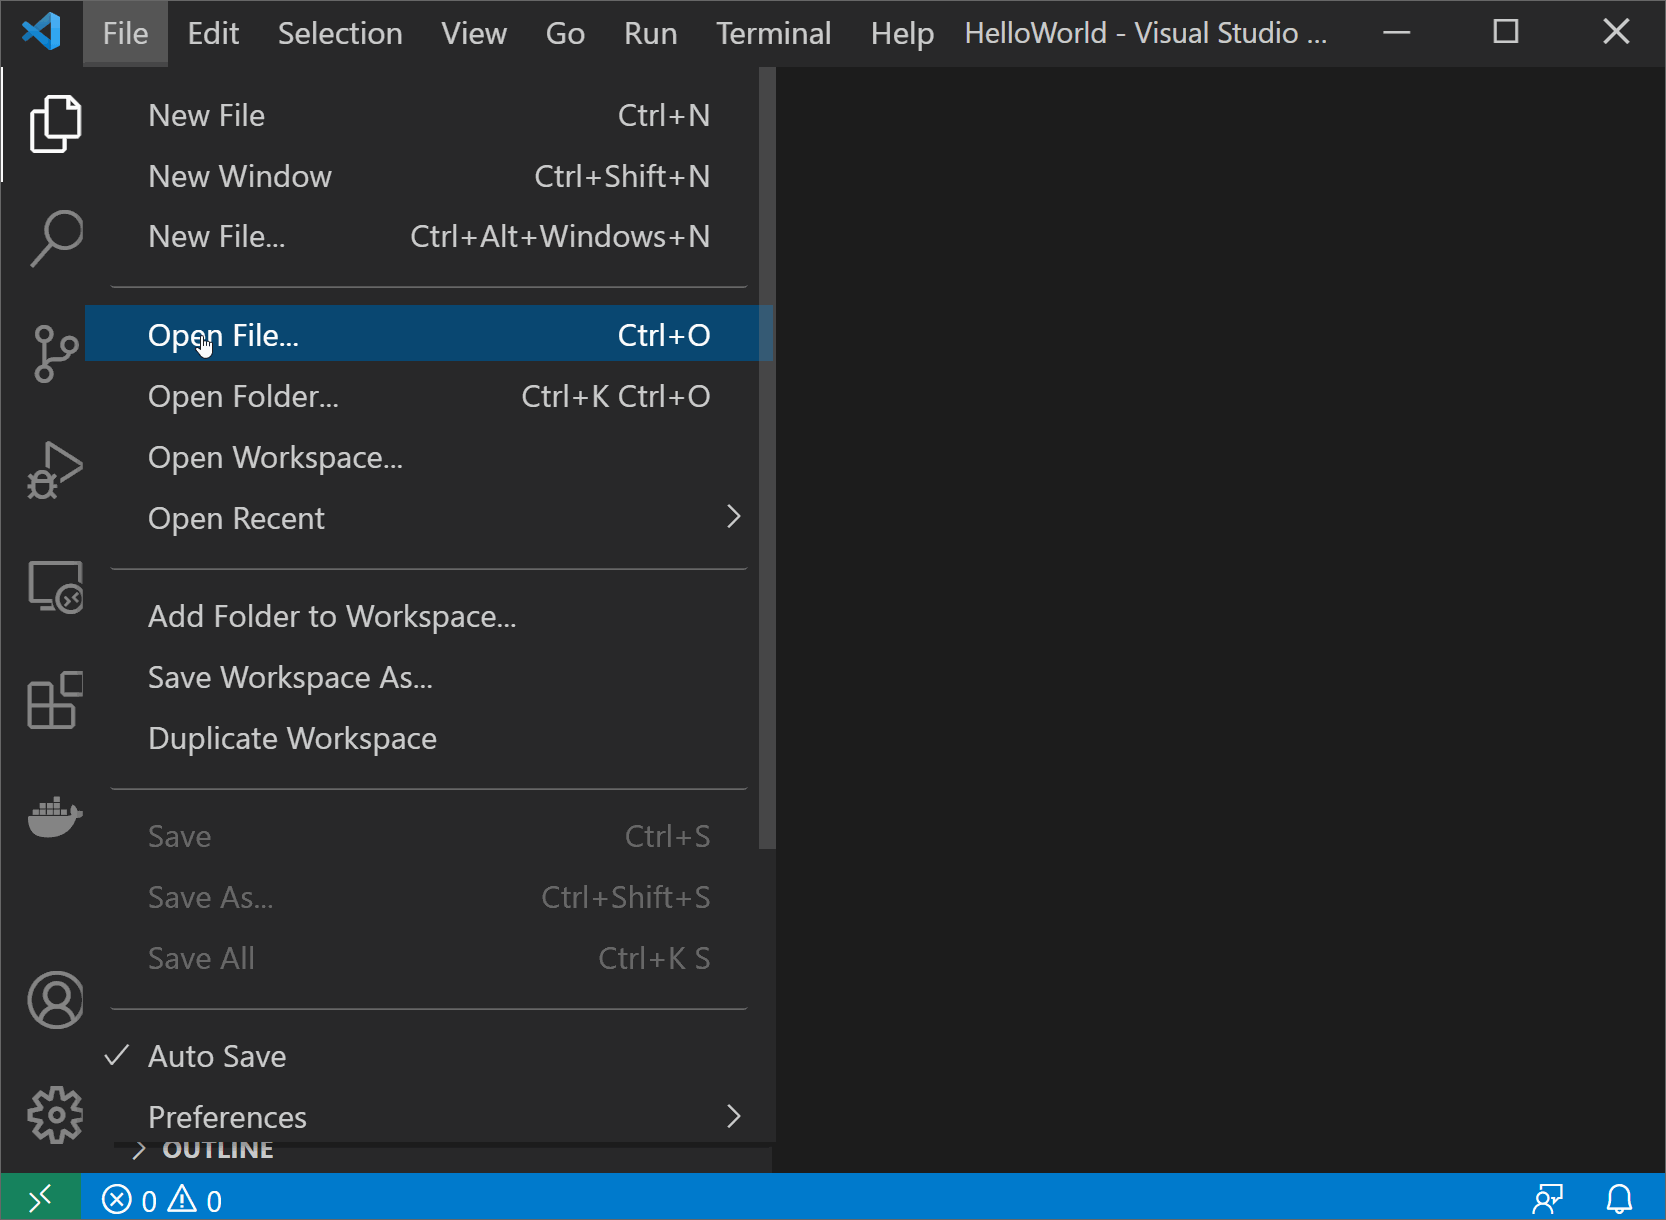 File Edit Selection View Go Run Terminal Help HelloWorld - Visual Studio ...
New File Ctrl+N
New Window Ctrl+Shift+N
New File... Ctrl+Alt+Windows+N
Open File... Ctrl+O
Open Folder... Ctrl+K Ctrl+O
Open Workspace...
Open Recent
Add Folder to Workspace...
Save Workspace As...
Duplicate Workspace
Save Ctrl+S
Save As... Ctrl+Shift+S
Save All Ctrl+K S
Auto Save
Preferences
OUTLINE
0 0